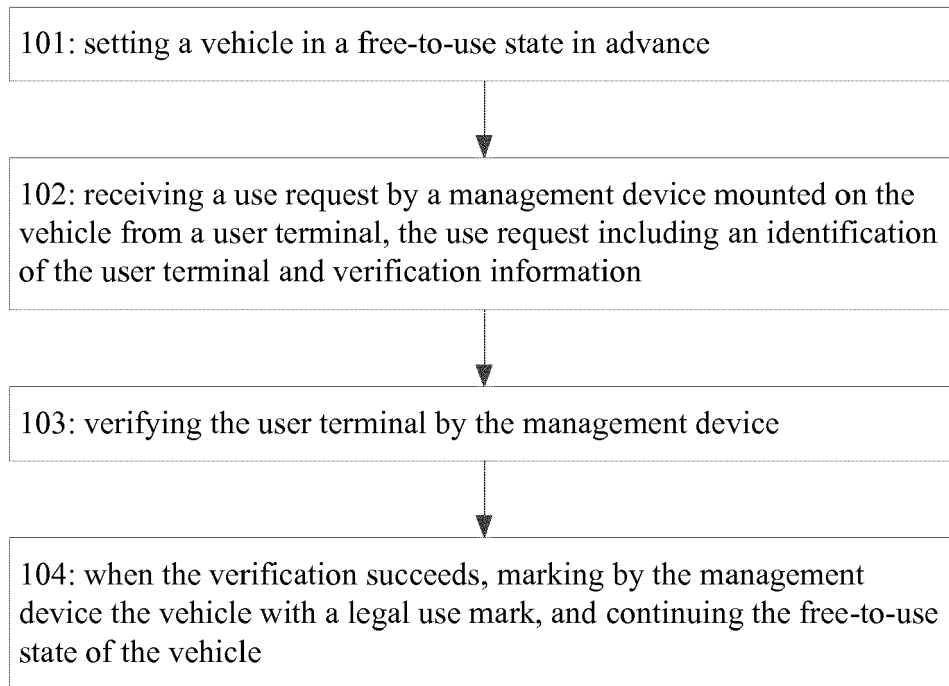 101: setting a vehicle in a free-to-use state in advance
102: receiving a use request by a management device mounted on the
vehicle from a user terminal, the use request including an identification
of the user terminal and verification information
103: verifying the user terminal by the management device
104: when the verification succeeds, marking by the management
device the vehicle with a legal use mark, and continuing the free-to-use
state of the vehicle